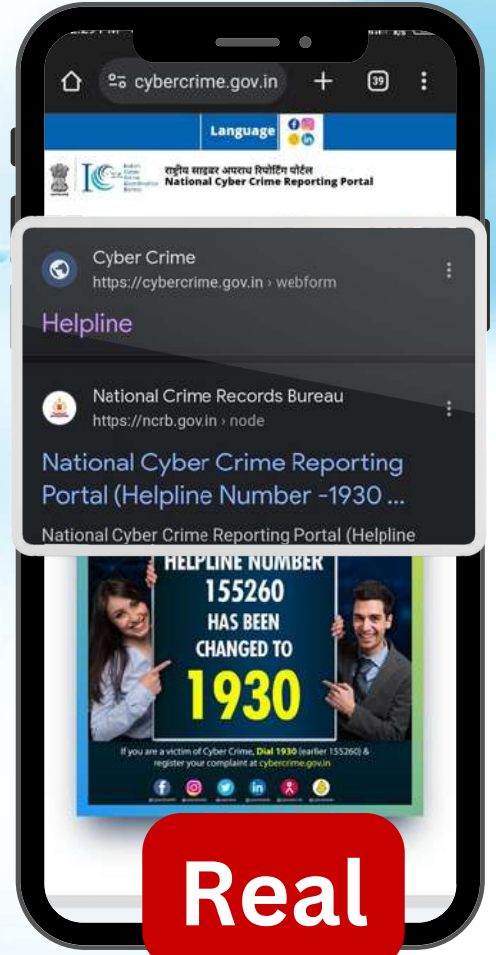 cybercrime.gov.in
39
Language
राष्ट्रीय साइबर अपराध रिपोर्टिंग पोर्टल
National Cyber Crime Reporting Portal
Cyber Crime
https://cybercrime.gov.in › webform
Helpline
National Crime Records Bureau
https://ncrb.gov.in › node
National Cyber Crime Reporting
Portal (Helpline Number -1930 ...
National Cyber Crime Reporting Portal (Helpline
HELPLINE NUMBER
155260
HAS BEEN
CHANGED TO
1930
If you are a victim of Cyber Crime, Dial 1930 (earlier 155260) &
register your complaint at cybercrime.gov.in
Real